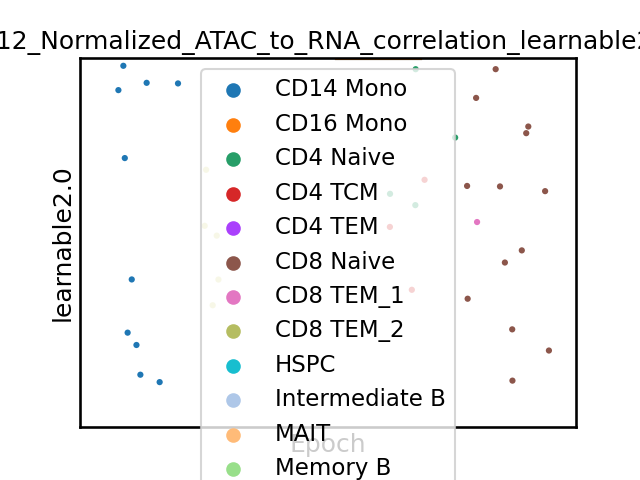 12_Normalized_ATAC_to_RNA_correlation_learnable2
learnable2.0
CD14 Mono
CD16 Mono
CD4 Naive
CD4 TCM
CD4 TEM
CD8 Naive
CD8 TEM_1
CD8 TEM_2
HSPC
Intermediate B
MAIT
Memory B
Epoch